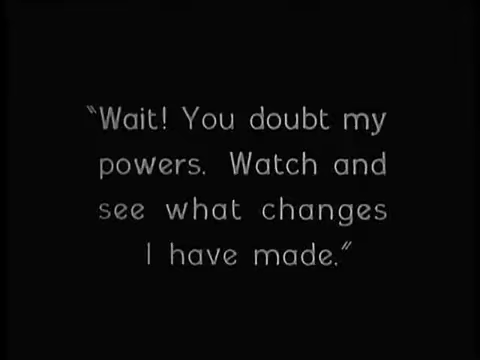 "Wait! You doubt my
powers. Watch and
see what changes
I have made."